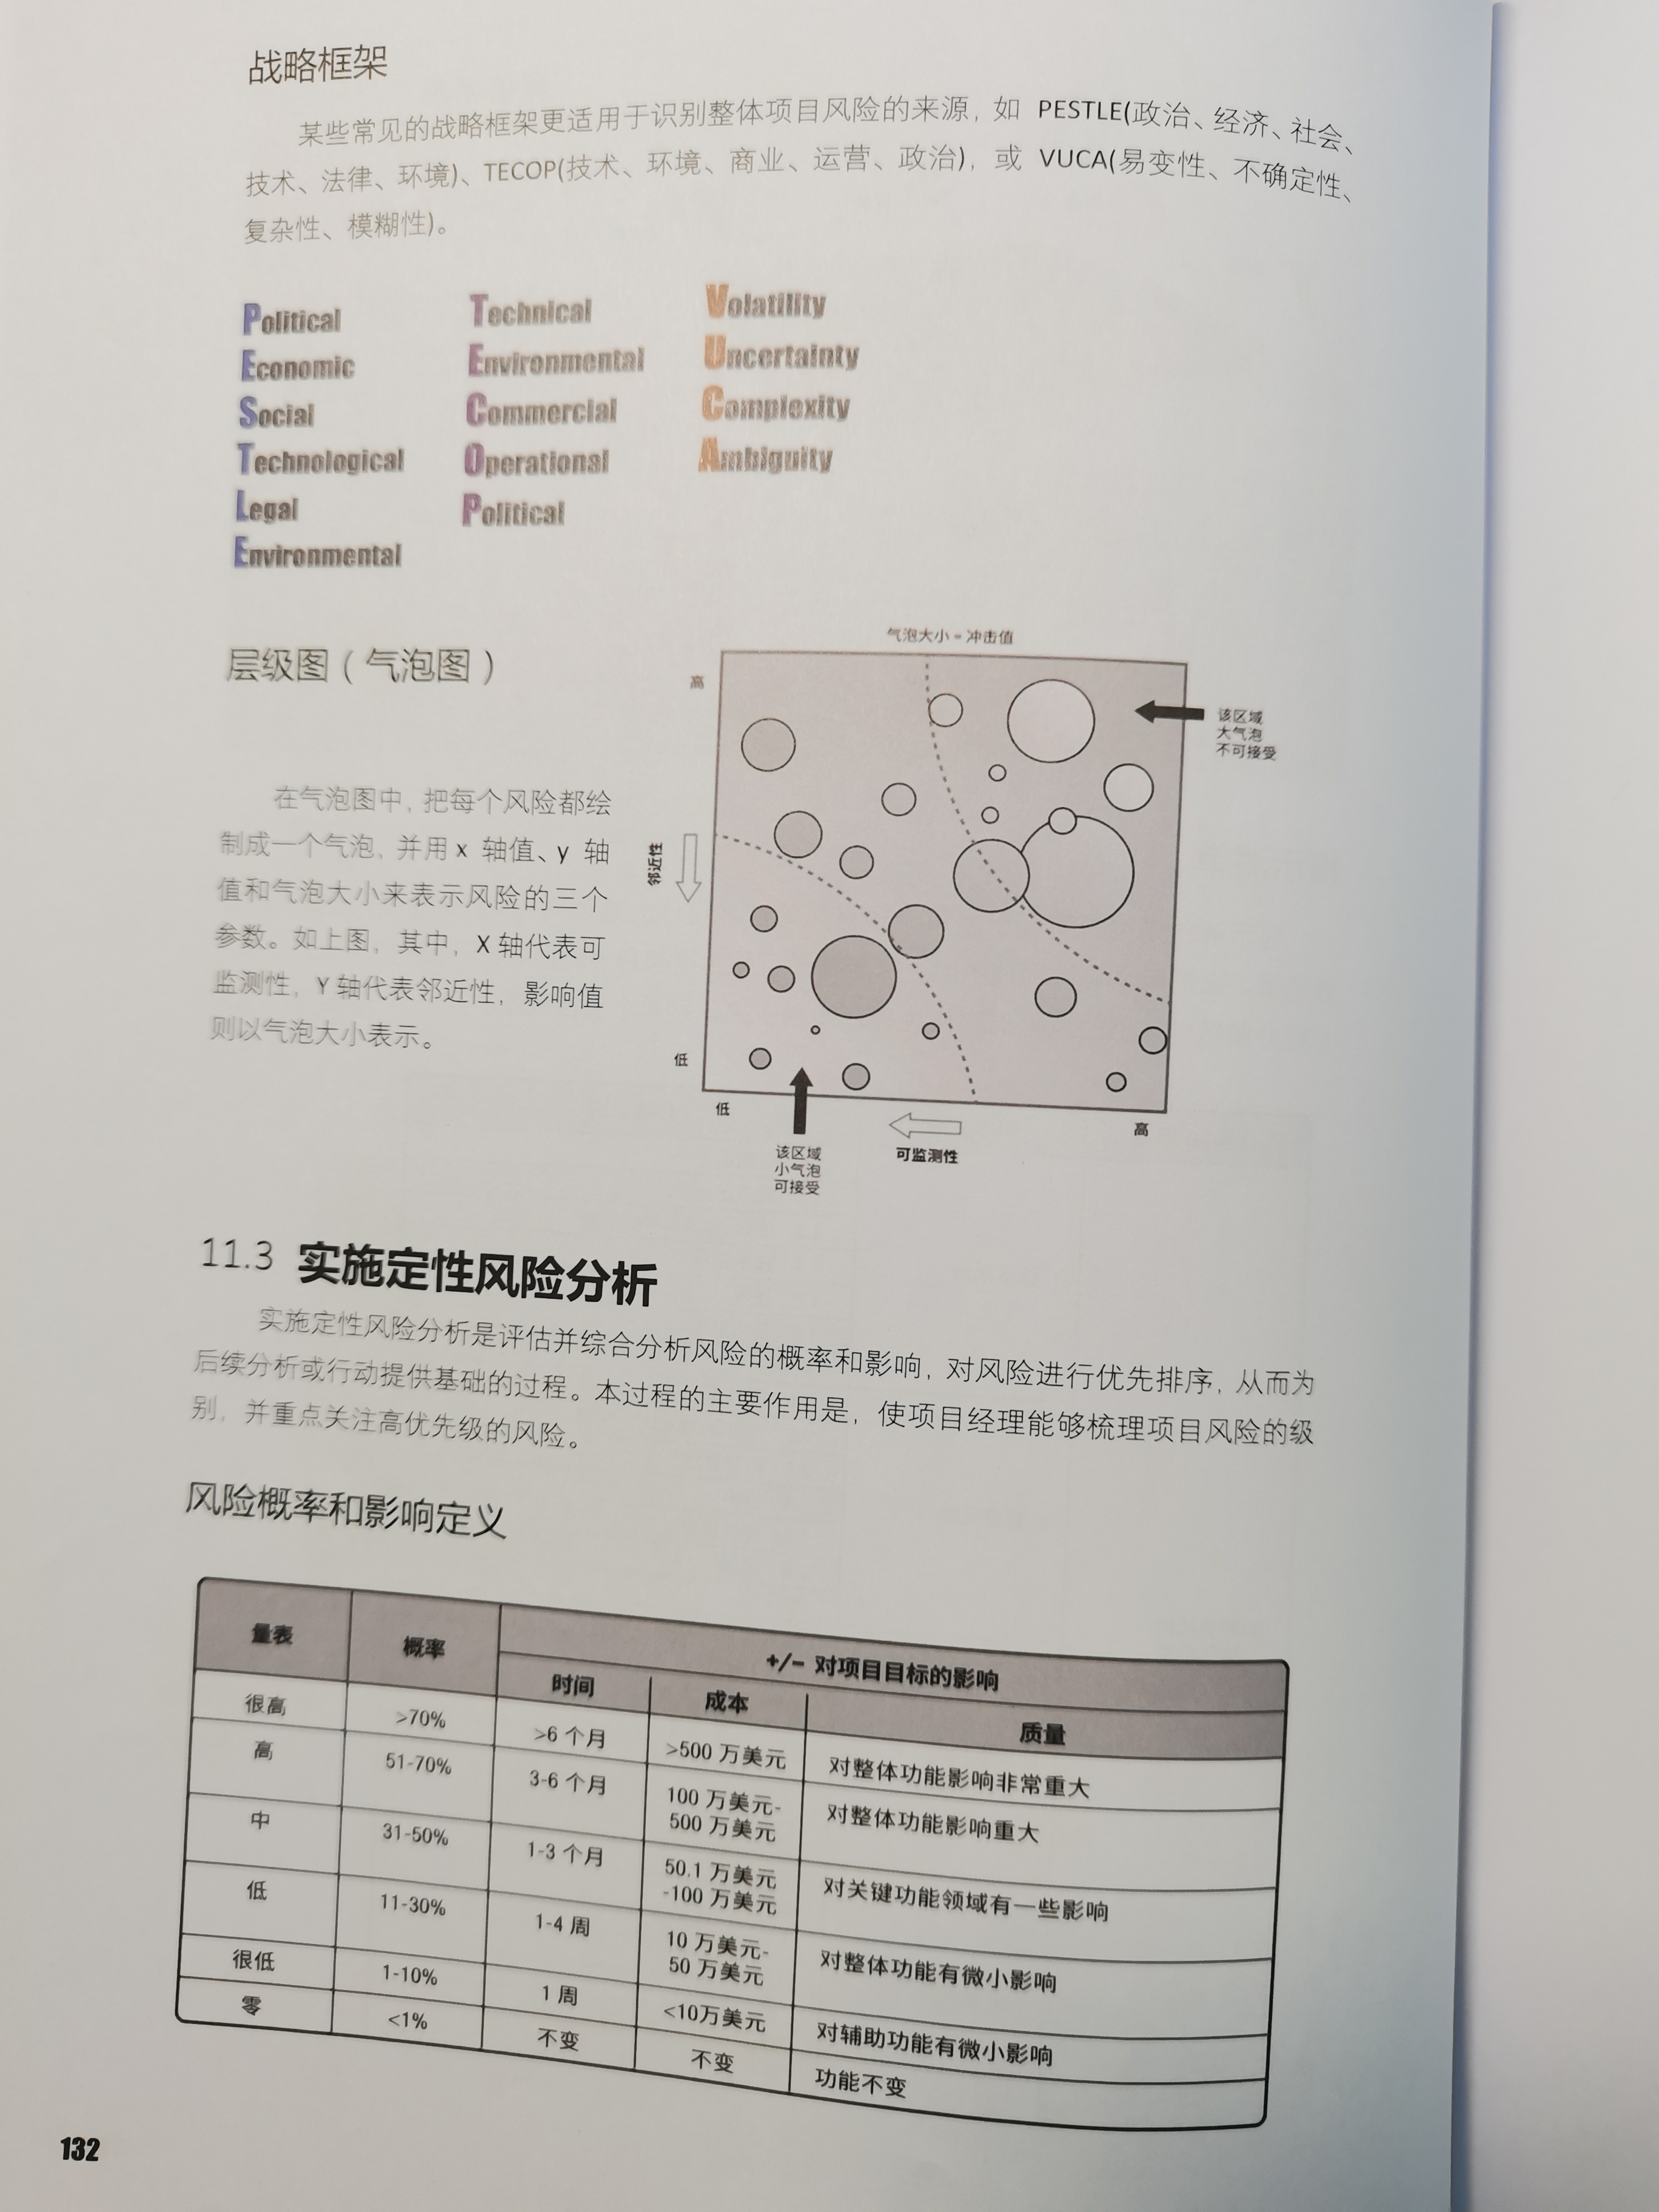 战略框架
某些常见的战略框架更适用于识别整体项目风险的来源，如 PESTLE(政治、经济、社会、
技术、法律、环境)、TECOP(技术、环境、商业、运营、政治)，或 VUCA(易变性、不确定性、
复杂性、模糊性)。
Political
Economic
Social
Technological
Legal
Environmental
Technical
Environmental
Commercial
Operational
Political
Volatility
Uncertainty
Complexity
Ambiguity
层级图（气泡图）
在气泡图中，把每个风险都绘
制成一个气泡，并用 x 轴值、y 轴
值和气泡大小来表示风险的三个
参数。如上图，其中，X 轴代表可
监测性，Y 轴代表邻近性，影响值
则以气泡大小表示。
气泡大小 = 冲击值
高
邻近性
低
低
高
可监测性
该区域
大气泡
不可接受
该区域
小气泡
可接受
11.3 实施定性风险分析
实施定性风险分析是评估并综合分析风险的概率和影响，对风险进行优先排序，从而为
后续分析或行动提供基础的过程。本过程的主要作用是，使项目经理能够梳理项目风险的级
别，并重点关注高优先级的风险。
风险概率和影响定义
量表 概率 +/− 对项目目标的影响
时间 成本 质量
很高 >70% >6 个月 >500 万美元 对整体功能影响非常重大
高 51-70% 3-6 个月 100 万美元-
500 万美元 对整体功能影响重大
中 31-50% 1-3 个月 50.1 万美元
-100 万美元 对关键功能领域有一些影响
低 11-30% 1-4 周 10 万美元-
50 万美元 对整体功能有微小影响
很低 1-10% 1 周 <10万美元 对辅助功能有微小影响
零 <1% 不变 不变 功能不变
132